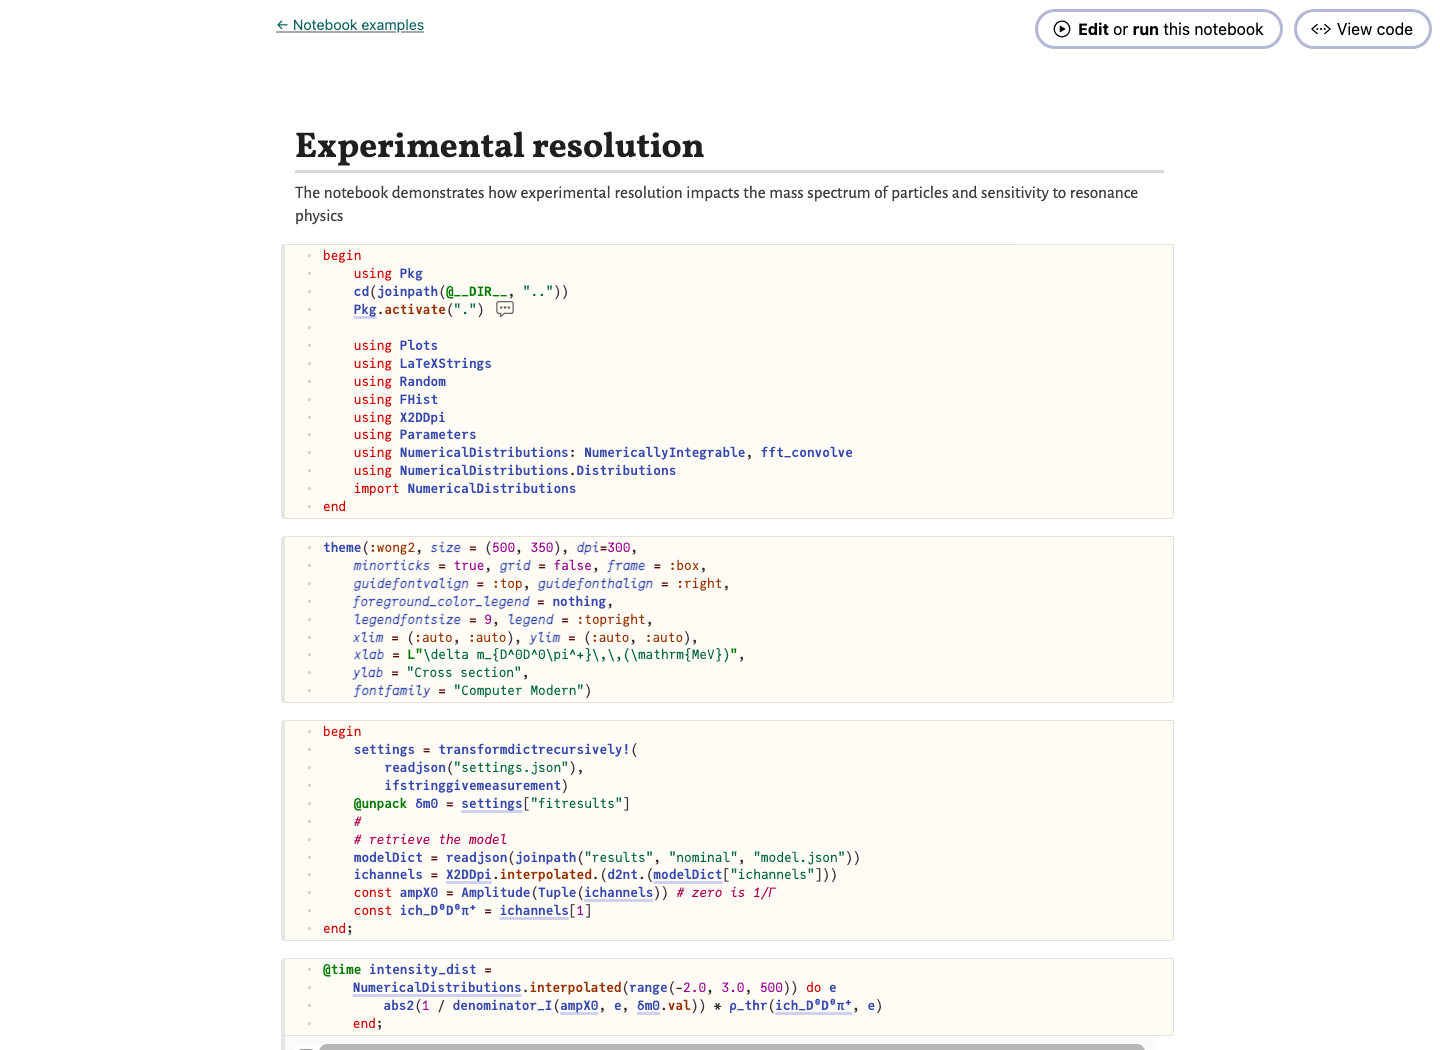 ← Notebook examples
Edit or run this notebook
View code
Experimental resolution
The notebook demonstrates how experimental resolution impacts the mass spectrum of particles and sensitivity to resonance
physics
begin
    using Pkg
    cd(joinpath(@__DIR__, ".."))
    Pkg.activate(".")

    using Plots
    using LaTeXStrings
    using Random
    using FHist
    using X2DDpi
    using Parameters
    using NumericalDistributions: NumericallyIntegrable, fft_convolve
    using NumericalDistributions.Distributions
    import NumericalDistributions
end
theme(:wong2, size = (500, 350), dpi=300,
    minorticks = true, grid = false, frame = :box,
    guidefontvalign = :top, guidefonthalign = :right,
    foreground_color_legend = nothing,
    legendfontsize = 9, legend = :topright,
    xlim = (:auto, :auto), ylim = (:auto, :auto),
    xlab = L"\delta m_{D^0D^0\pi^+}\,\,(\mathrm{MeV})",
    ylab = "Cross section",
    fontfamily = "Computer Modern")
begin
    settings = transformdictrecursively!(
        readjson("settings.json"),
        ifstringgivemeasurement)
    @unpack δm0 = settings["fitresults"]
    #
    # retrieve the model
    modelDict = readjson(joinpath("results", "nominal", "model.json"))
    ichannels = X2DDpi.interpolated.(d2nt.(modelDict["ichannels"]))
    const ampX0 = Amplitude(Tuple(ichannels)) # zero is 1/Γ
    const ich_D⁰D⁰π⁺ = ichannels[1]
end;
@time intensity_dist =
    NumericalDistributions.interpolated(range(-2.0, 3.0, 500)) do e
        abs2(1 / denominator_I(ampX0, e, δm0.val)) * ρ_thr(ich_D⁰D⁰π⁺, e)
    end;